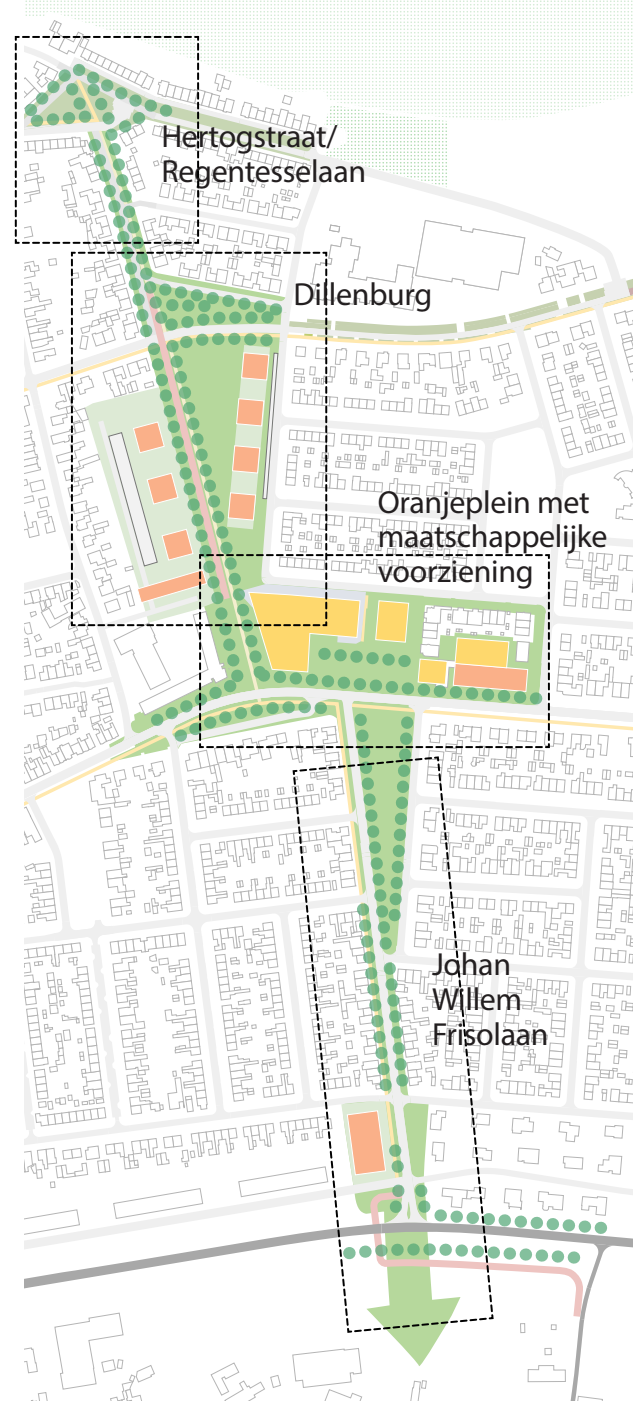 Hertogstraat/
Regentesselaan
Dillenburg
Oranjeplein met
maatschappelijke
voorziening
Johan
Willem
Frisolaan